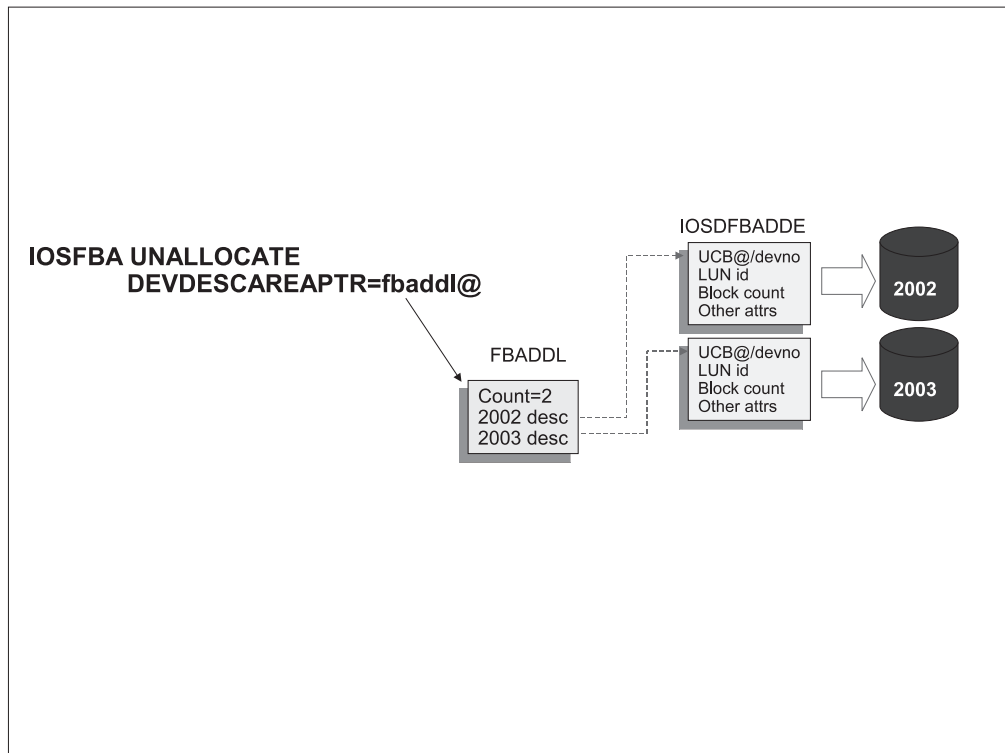 IOSFBA UNALLOCATE
DEVDESCAREAPTR=fbaddl@
FBADDL
Count=2
2002 desc
2003 desc
IOSDFBADDE
UCB@/devno
LUN id
Block count
Other attrs
2002
UCB@/devno
LUN id
Block count
Other attrs
2003